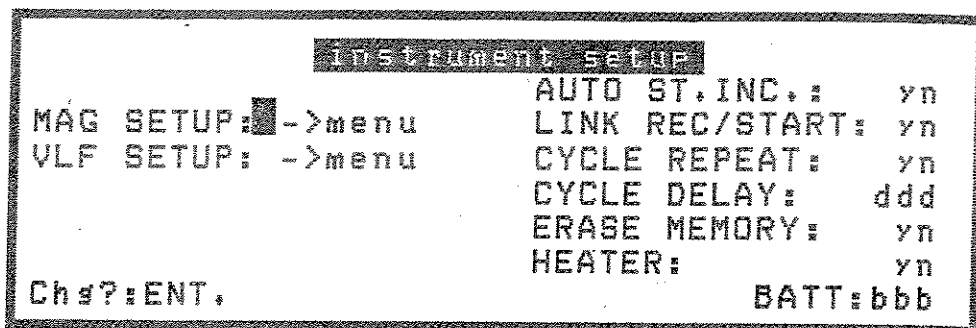 instrument setup
AUTO ST.INC.: yn
MAG SETUP: ->menu LINK REC/START: yn
VLF SETUP: ->menu CYCLE REPEAT: yn
CYCLE DELAY: ddd
ERASE MEMORY: yn
HEATER: yn
Chg?:ENT. BATT:bbb